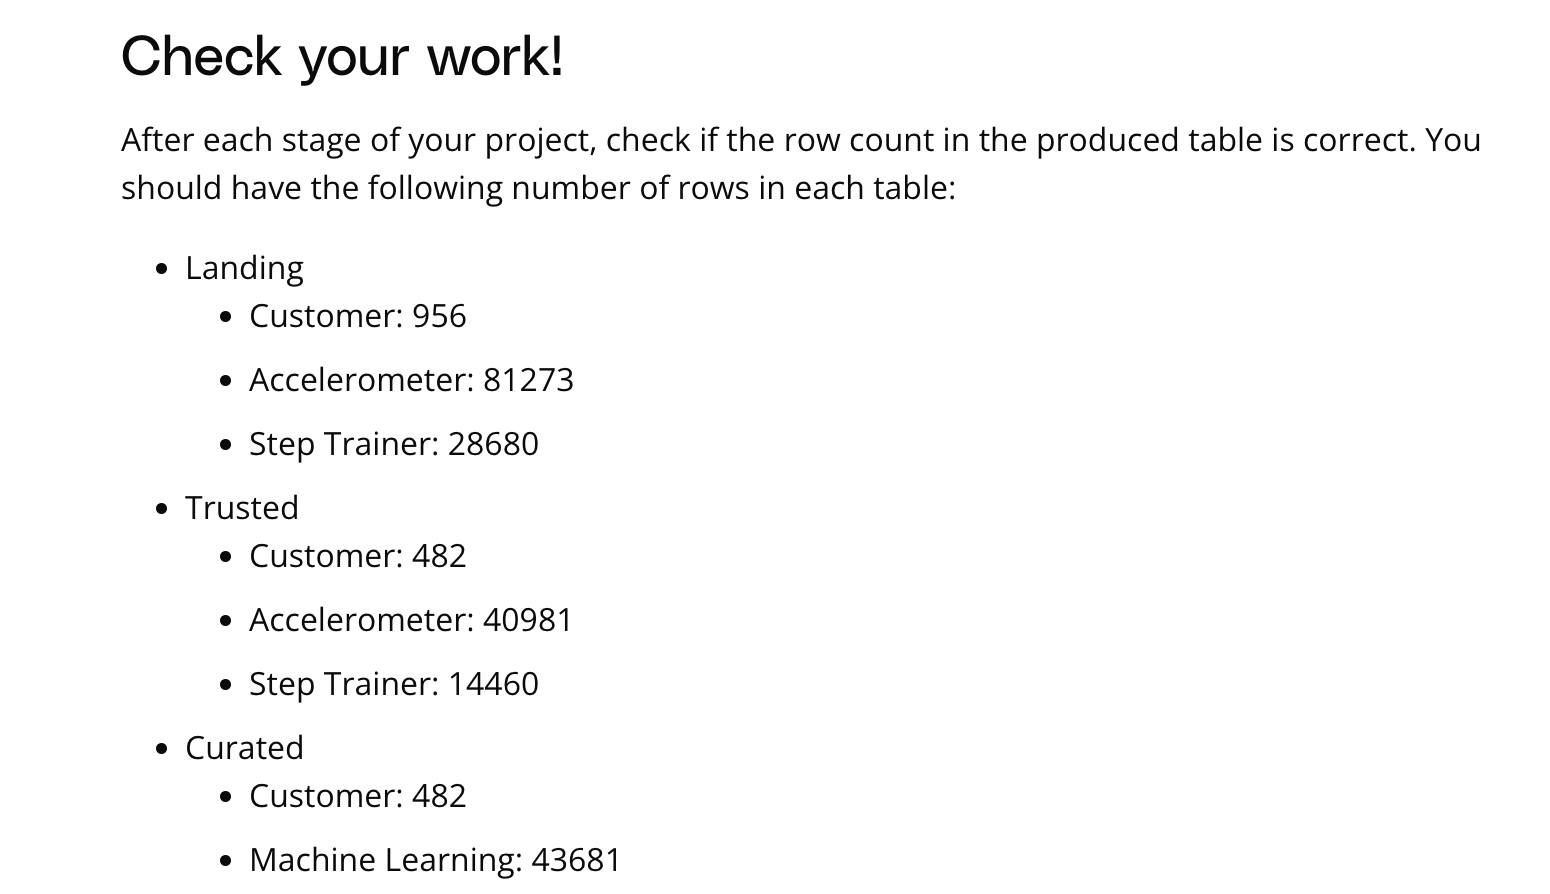 Check your work!
After each stage of your project, check if the row count in the produced table is correct. You
should have the following number of rows in each table:
• Landing
• Customer: 956
• Accelerometer: 81273
• Step Trainer: 28680
• Trusted
• Customer: 482
• Accelerometer: 40981
• Step Trainer: 14460
• Curated
• Customer: 482
• Machine Learning: 43681